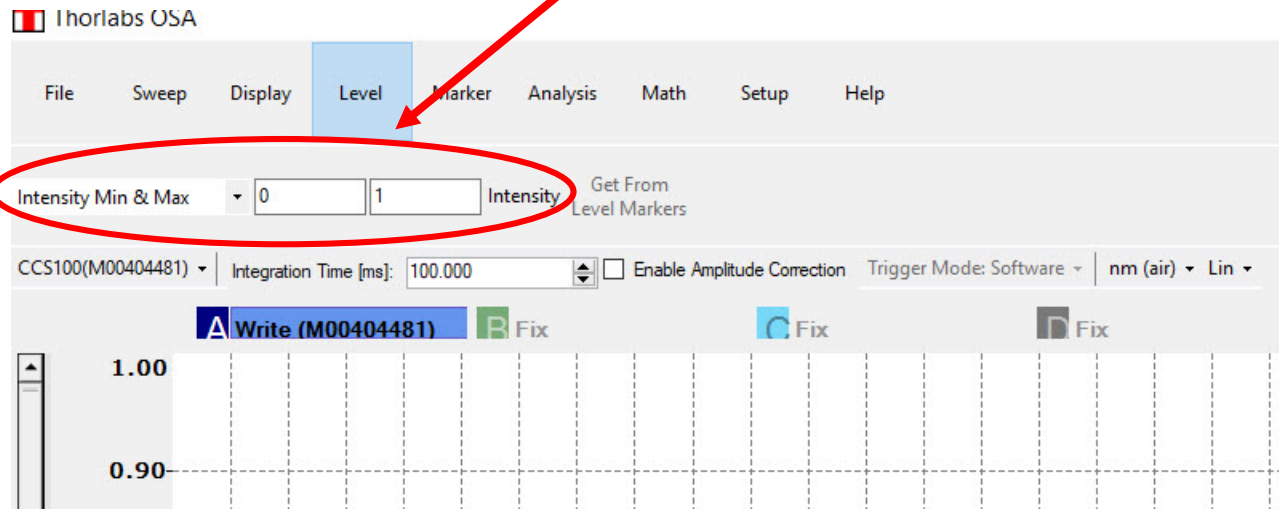 Thorlabs OSA
File Sweep Display Level Marker Analysis Math Setup Help
Intensity Min & Max 0 1 Intensity Get From
Level Markers
CCS100(M00404481) Integration Time [ms]: 100.000 Enable Amplitude Correction Trigger Mode: Software nm (air) Lin
A Write (M00404481) B Fix C Fix D Fix
1.00
0.90